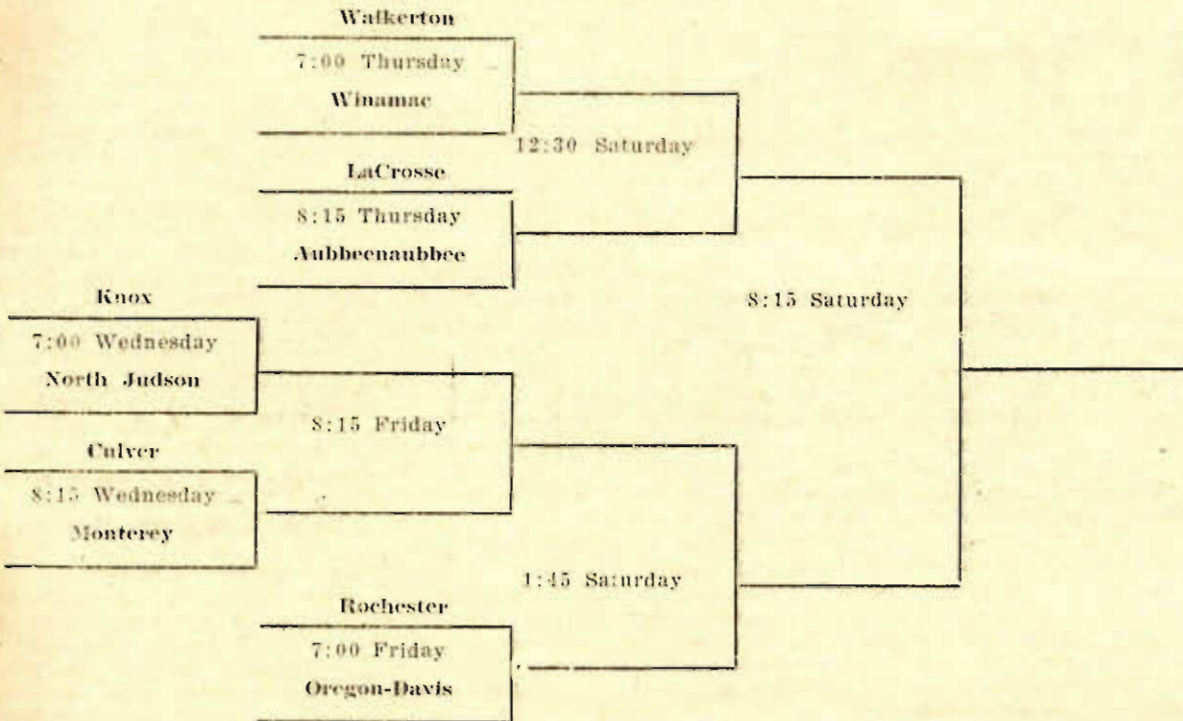 Walkerton
7:00 Thursday
Winamac
12:30 Saturday
LaCrosse
8:15 Thursday
Aubbeenaubbee
8:15 Saturday
Knox
7:00 Wednesday
North Judson
8:15 Friday
Culver
8:15 Wednesday
Monterey
1:45 Saturday
Rochester
7:00 Friday
Oregon-Davis